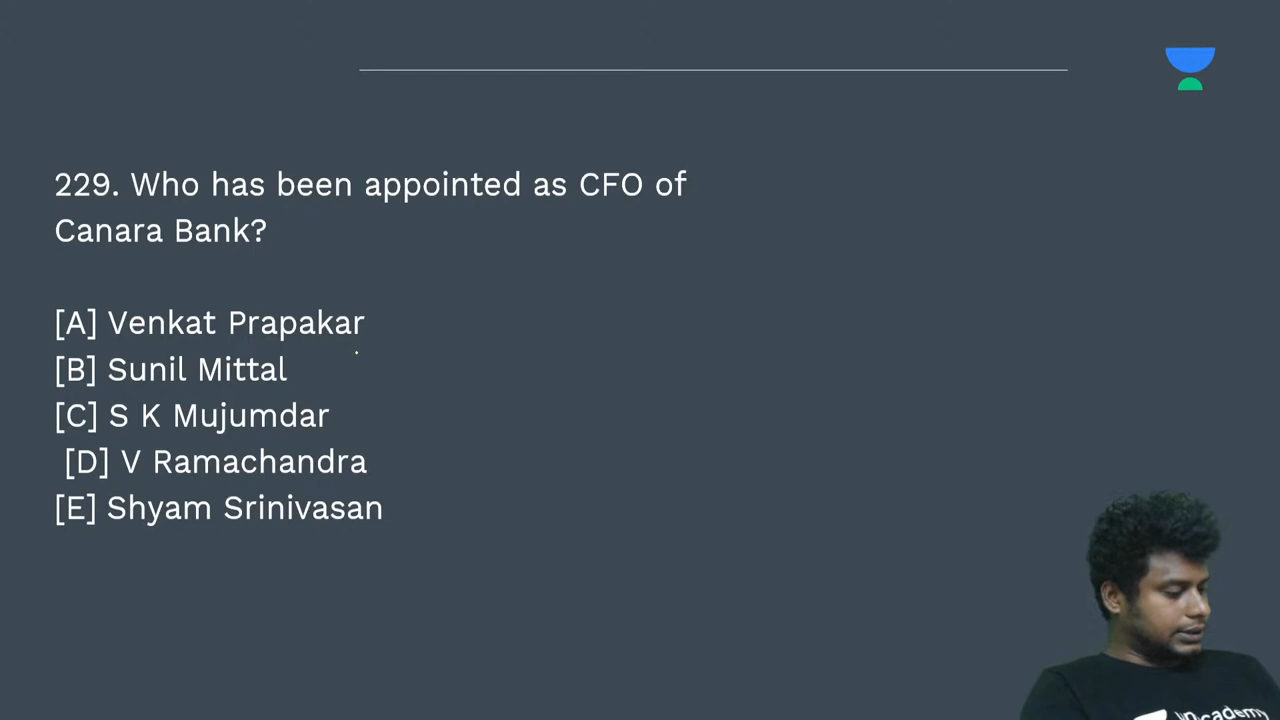 229. Who has been appointed as CFO of
Canara Bank?
[A] Venkat Prapakar
[B] Sunil Mittal
[C] S K Mujumdar
[D] V Ramachandra
[E] Shyam Srinivasan